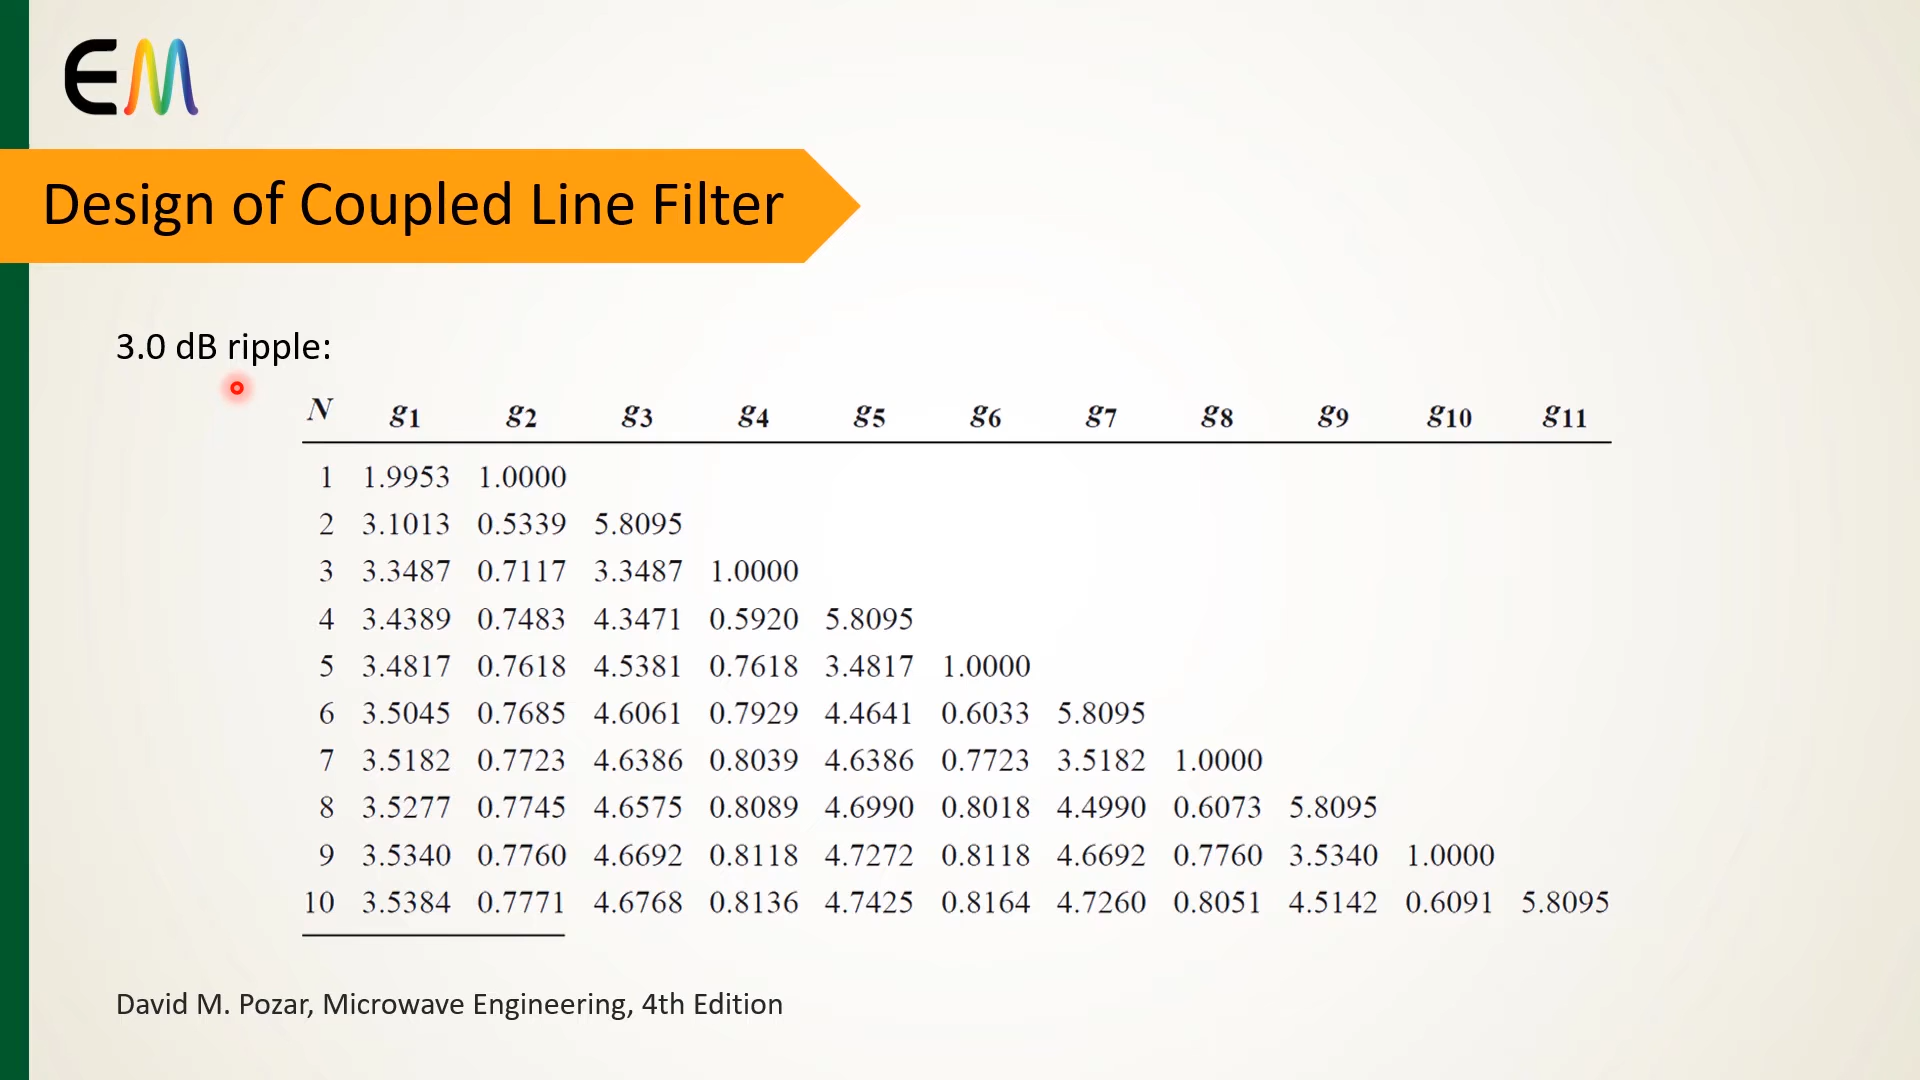 EM
Design of Coupled Line Filter
3.0 dB ripple:
N g1 g2 g3 g4 g5 g6 g7 g8 g9 g10 g11
1 1.9953 1.0000
2 3.1013 0.5339 5.8095
3 3.3487 0.7117 3.3487 1.0000
4 3.4389 0.7483 4.3471 0.5920 5.8095
5 3.4817 0.7618 4.5381 0.7618 3.4817 1.0000
6 3.5045 0.7685 4.6061 0.7929 4.4641 0.6033 5.8095
7 3.5182 0.7723 4.6386 0.8039 4.6386 0.7723 3.5182 1.0000
8 3.5277 0.7745 4.6575 0.8089 4.6990 0.8018 4.4990 0.6073 5.8095
9 3.5340 0.7760 4.6692 0.8118 4.7272 0.8118 4.6692 0.7760 3.5340 1.0000
10 3.5384 0.7771 4.6768 0.8136 4.7425 0.8164 4.7260 0.8051 4.5142 0.6091 5.8095
David M. Pozar, Microwave Engineering, 4th Edition